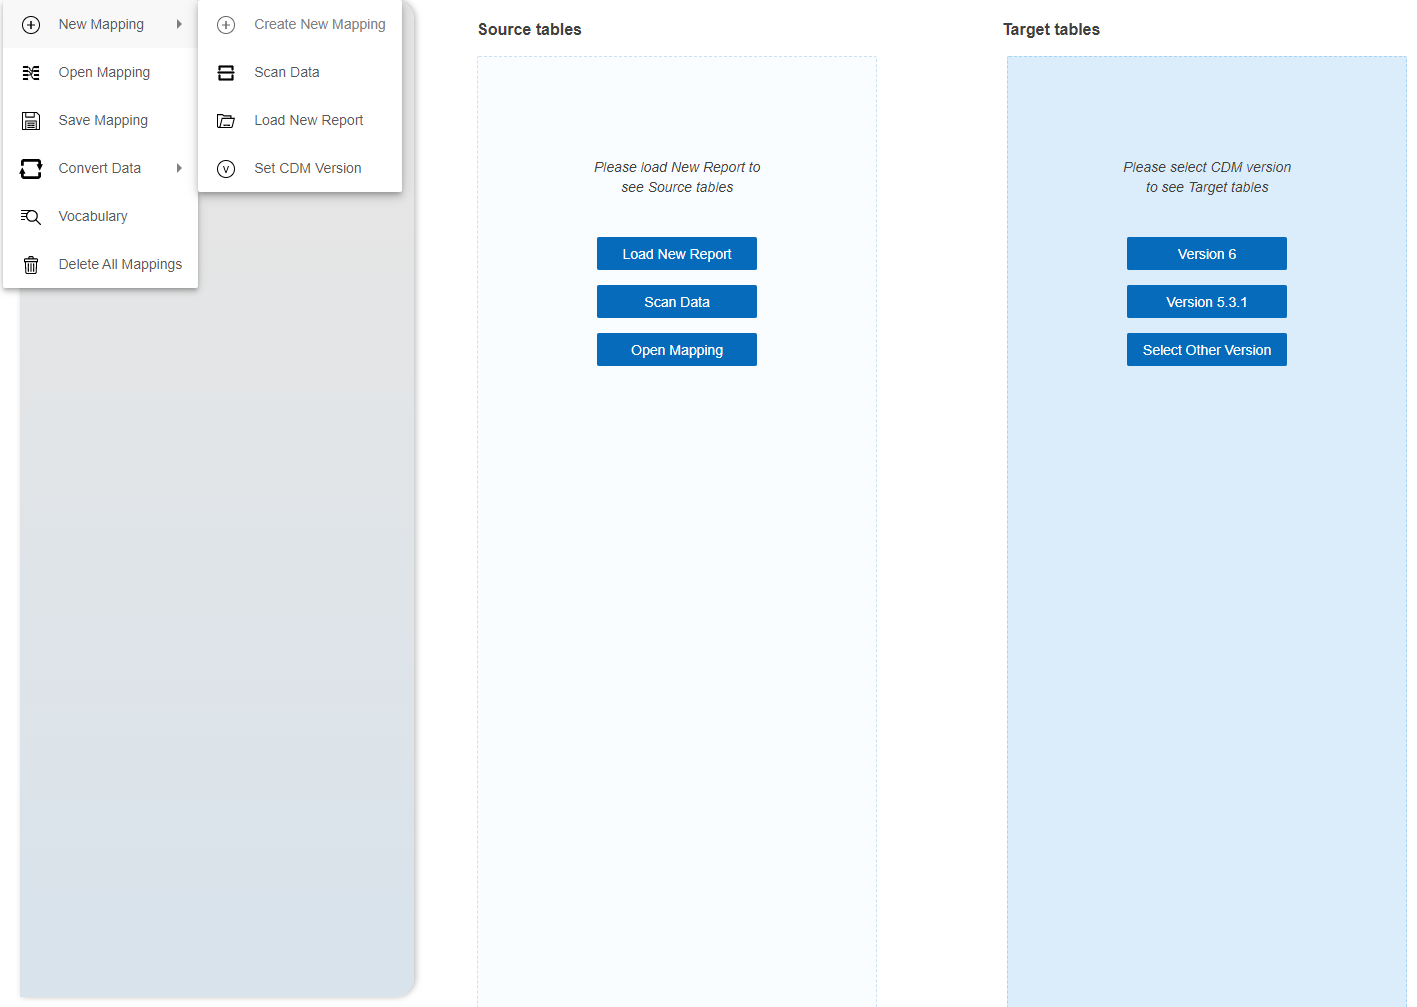 New Mapping
Open Mapping
Save Mapping
Convert Data
Vocabulary
Delete All Mappings
Create New Mapping
Scan Data
Load New Report
V Set CDM Version
Source tables
Please load New Report to
see Source tables
Load New Report
Scan Data
Open Mapping
Target tables
Please select CDM version
to see Target tables
Version 6
Version 5.3.1
Select Other Version